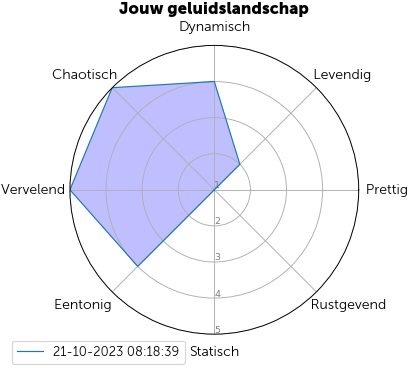 Jouw geluidslandschap
Dynamisch
Chaotisch
Levendig
Vervelend
Prettig
1
2
3
4
5
Eentonig
Rustgevend
21-10-2023 08:18:39
Statisch